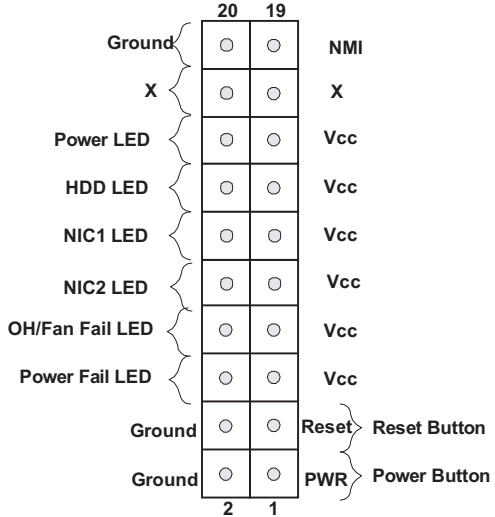 20 19
Ground NMI
X X
Power LED Vcc
HDD LED Vcc
NIC1 LED Vcc
NIC2 LED Vcc
OH/Fan Fail LED Vcc
Power Fail LED Vcc
Ground Reset Reset Button
Ground PWR Power Button
2 1